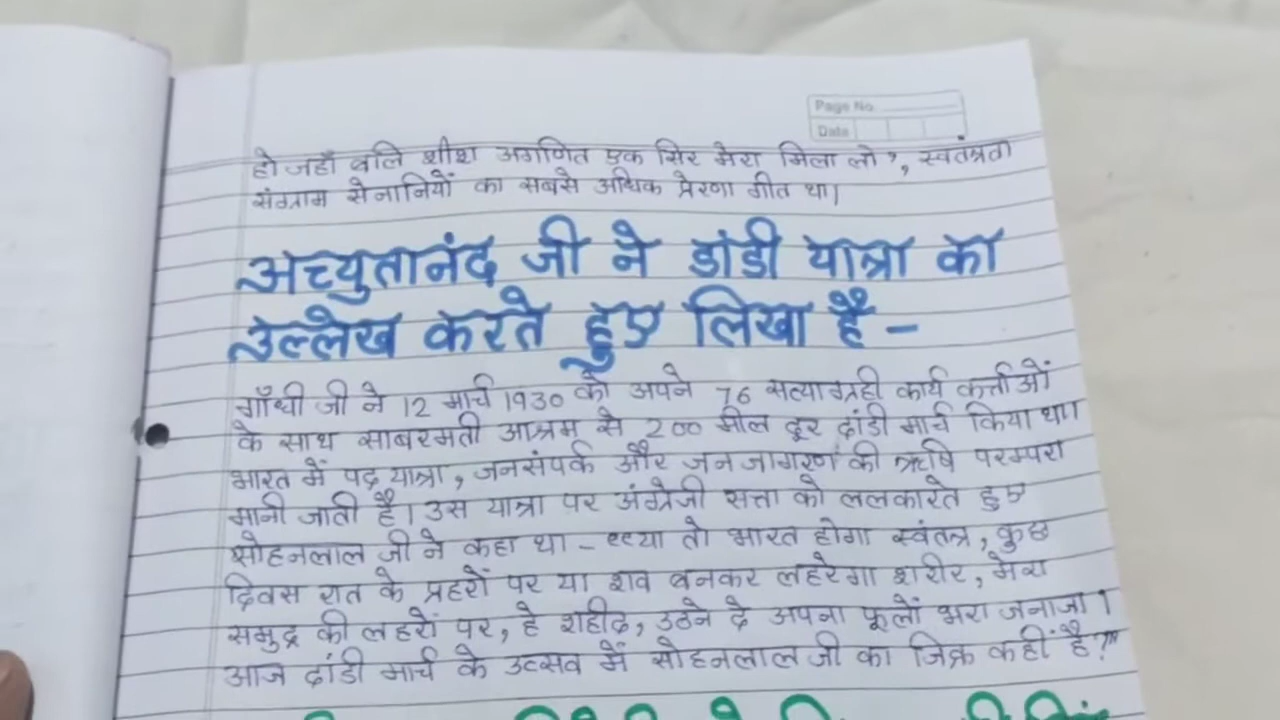 Page No.
Date
हो जहाँ बलि शीश अगणित एक सिर मेरा मिला लो', स्वतंत्रता
संग्राम सेनानियों का सबसे अधिक प्रेरणा गीत था।
अच्युतानंद जी ने डांडी यात्रा का
उल्लेख करते हुए लिखा है -
गाँधी जी ने 12 मार्च 1930 को अपने 76 सत्याग्रही कार्य कर्त्ताओं
के साथ साबरमती आश्रम से 200 मील दूर दांडी मार्च किया था।
भारत में पद यात्रा, जनसंपर्क और जन जागरण की ऋषि परम्परा
मानी जाती है। उस यात्रा पर अंग्रेजी सत्ता को ललकारते हुए
सोहनलाल जी ने कहा था - "या तो भारत होगा स्वंतत्र, कुछ
दिवस रात के प्रहरों पर या शव बनकर लहरेगा शरीर, मेरा
समुद्र की लहरों पर, हे शहीद, उठने दे अपना फूलों भरा जनाजा।
आज दांडी मार्च के उत्सव में सोहनलाल जी का जिक्र कहीं है?"